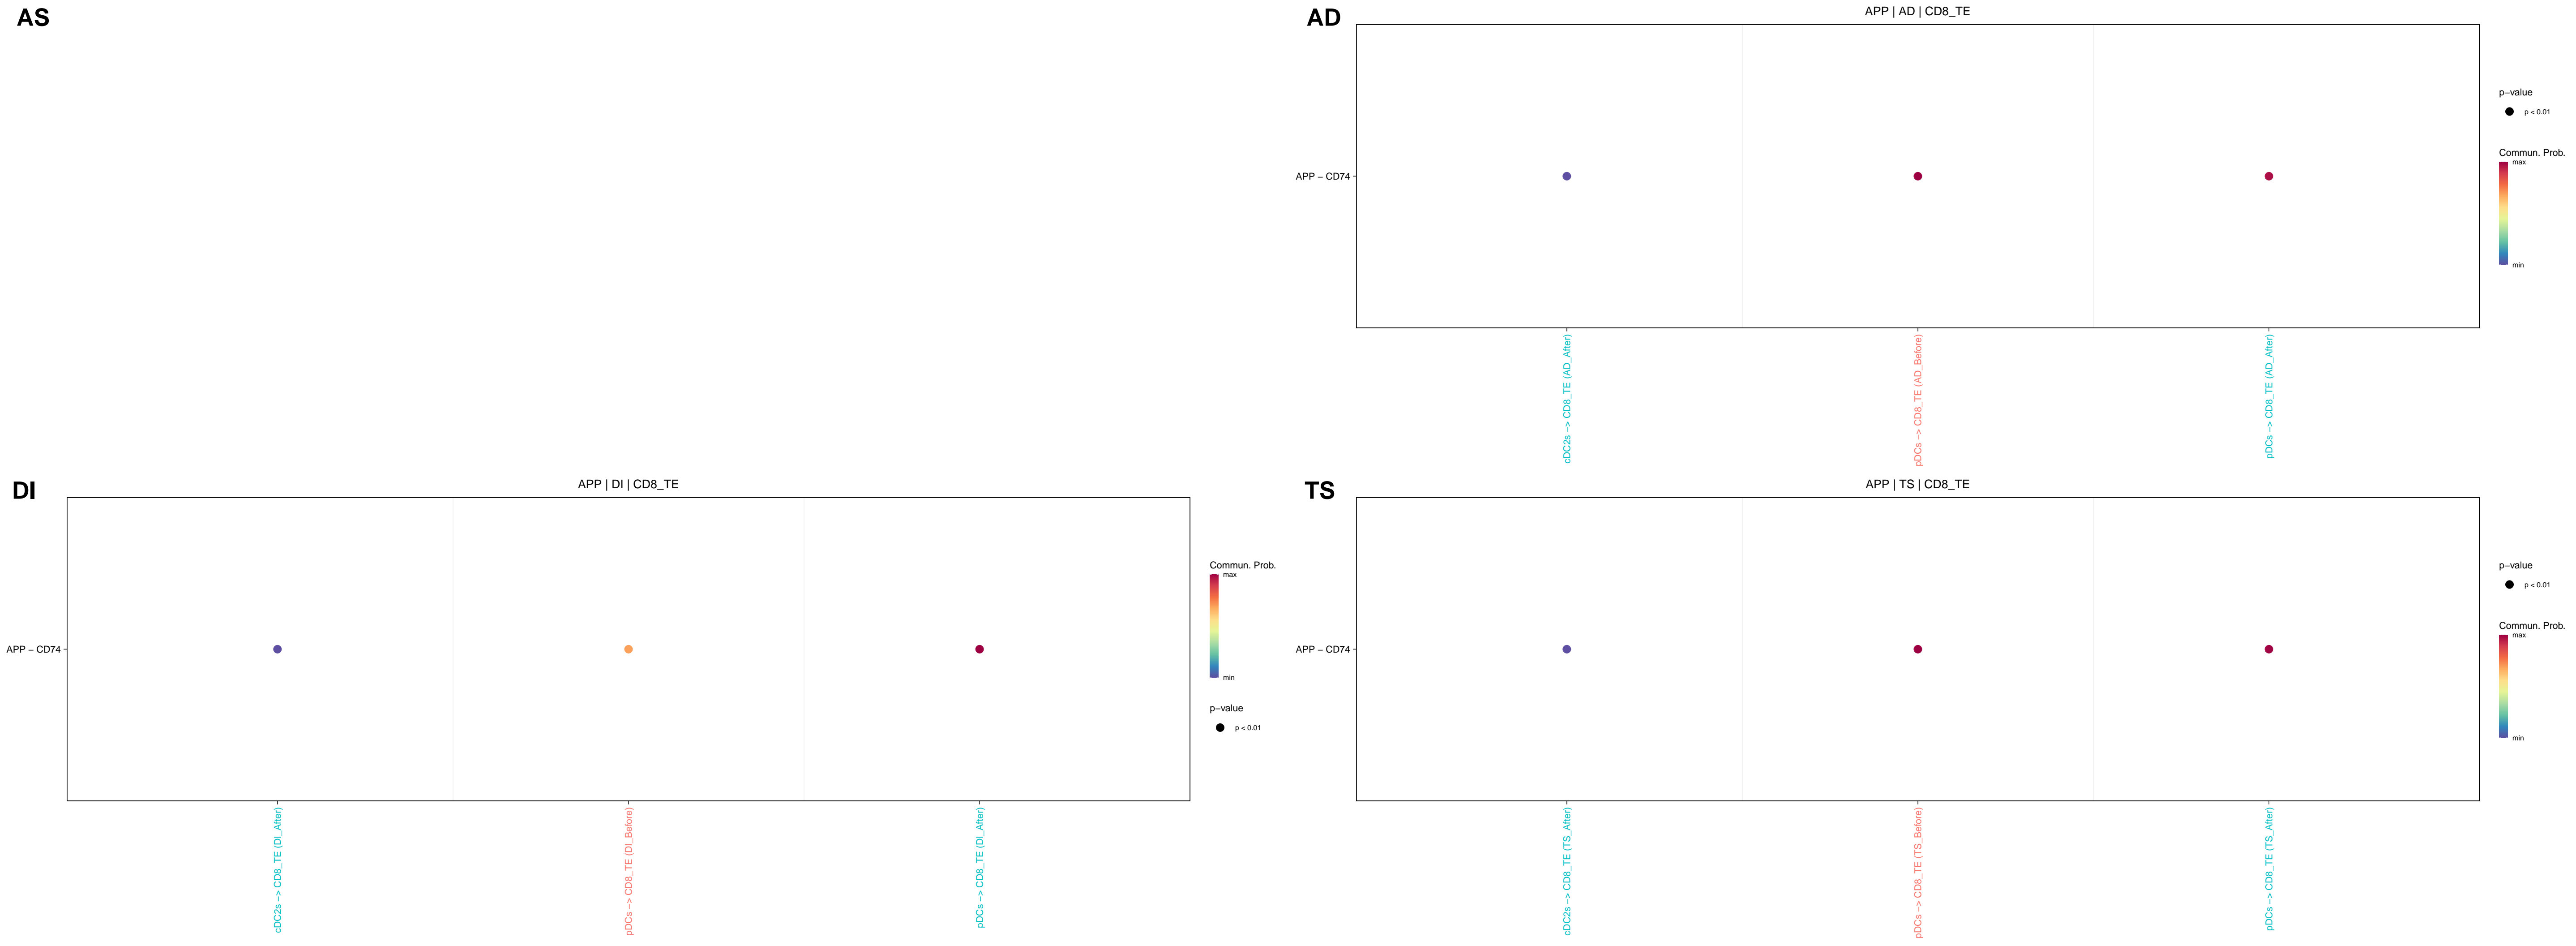 AS
AD
APP | AD | CD8_TE
APP − CD74
cDC2s −> CD8_TE (AD_After)
pDCs −> CD8_TE (AD_Before)
pDCs −> CD8_TE (AD_After)
p−value
p < 0.01
Commun. Prob.
max
min
DI
APP | DI | CD8_TE
APP − CD74
cDC2s −> CD8_TE (DI_After)
pDCs −> CD8_TE (DI_Before)
pDCs −> CD8_TE (DI_After)
Commun. Prob.
max
min
p−value
p < 0.01
TS
APP | TS | CD8_TE
APP − CD74
cDC2s −> CD8_TE (TS_After)
pDCs −> CD8_TE (TS_Before)
pDCs −> CD8_TE (TS_After)
p−value
p < 0.01
Commun. Prob.
max
min